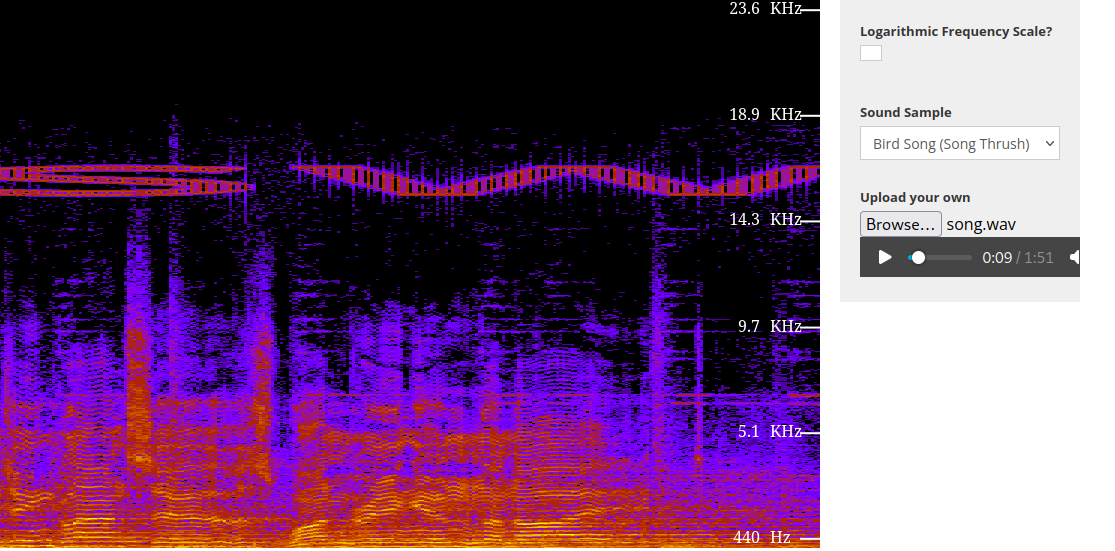 23.6 KHz
18.9 KHz
14.3 KHz
9.7 KHz
5.1 KHz
440 Hz
Logarithmic Frequency Scale?
Sound Sample
Bird Song (Song Thrush)
Upload your own
Browse... song.wav
0:09 / 1:51